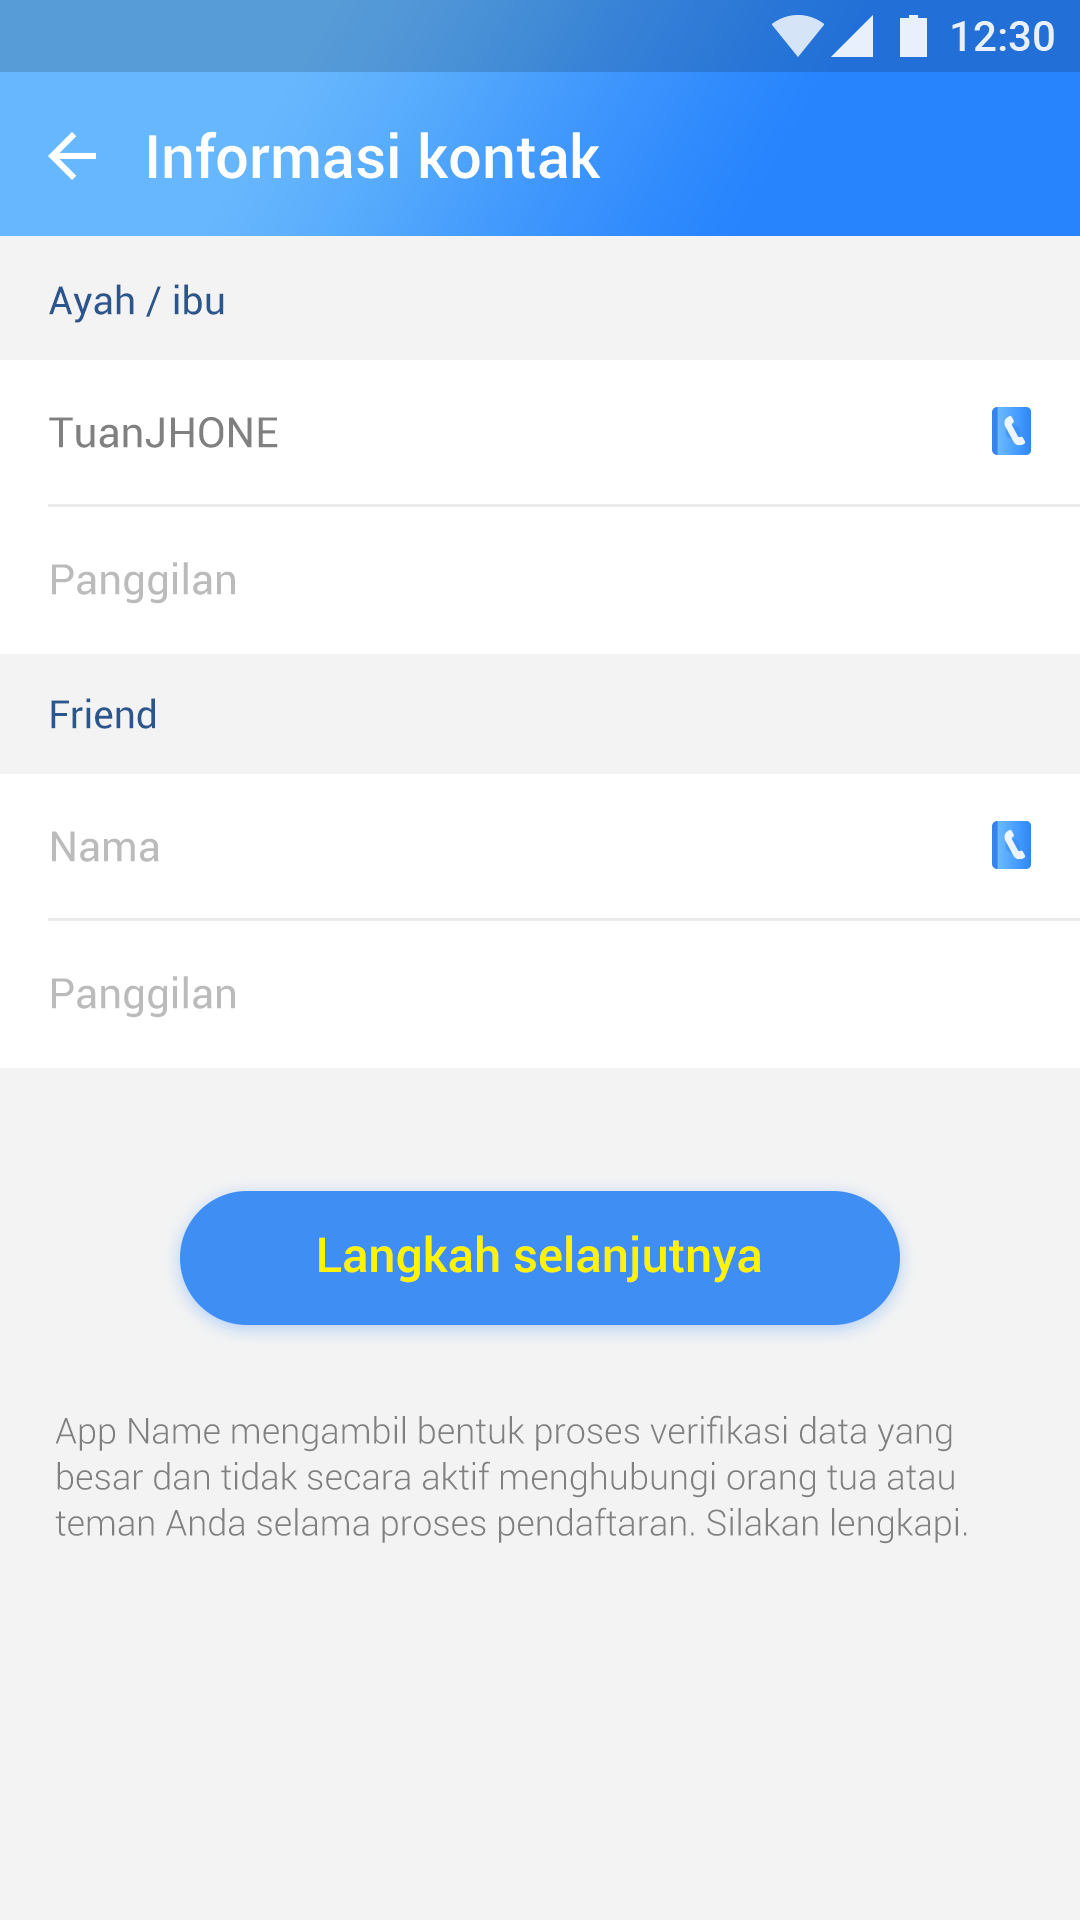 12:30
Informasi kontak
Ayah / ibu
TuanJHONE
Panggilan
Friend
Nama
Panggilan
Langkah selanjutnya
App Name mengambil bentuk proses verifikasi data yang
besar dan tidak secara aktif menghubungi orang tua atau
teman Anda selama proses pendaftaran. Silakan lengkapi.